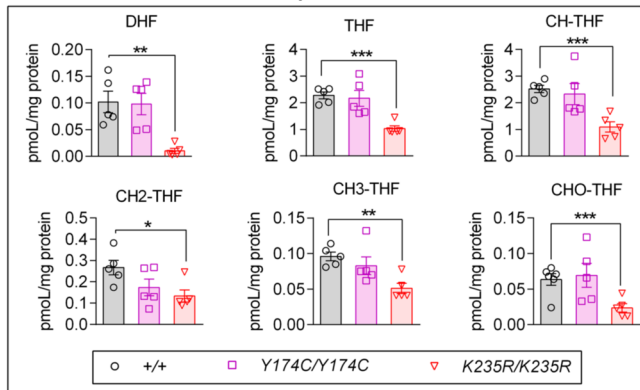 DHF
THF
CH-THF
**
***
***
pmoL/mg protein
0.20
0.15
0.10
0.05
0.00
4
3
2
1
0
pmoL/mg protein
4
3
2
1
0
pmoL/mg protein
CH2-THF
CH3-THF
CHO-THF
*
**
***
pmoL/mg protein
0.5
0.4
0.3
0.2
0.1
0.0
pmoL/mg protein
0.15
0.10
0.05
0.00
pmoL/mg protein
0.15
0.10
0.05
0.00
+/+
Y174C/Y174C
K235R/K235R